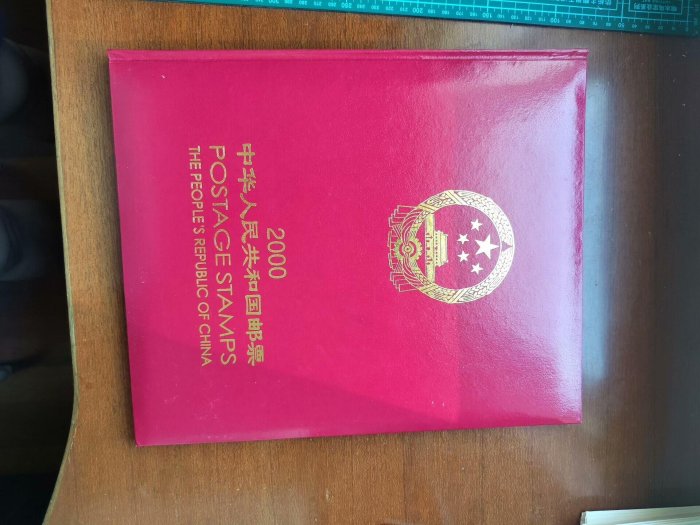 2000
中华人民共和国邮票
POSTAGE STAMPS
THE PEOPLE'S REPUBLIC OF CHINA